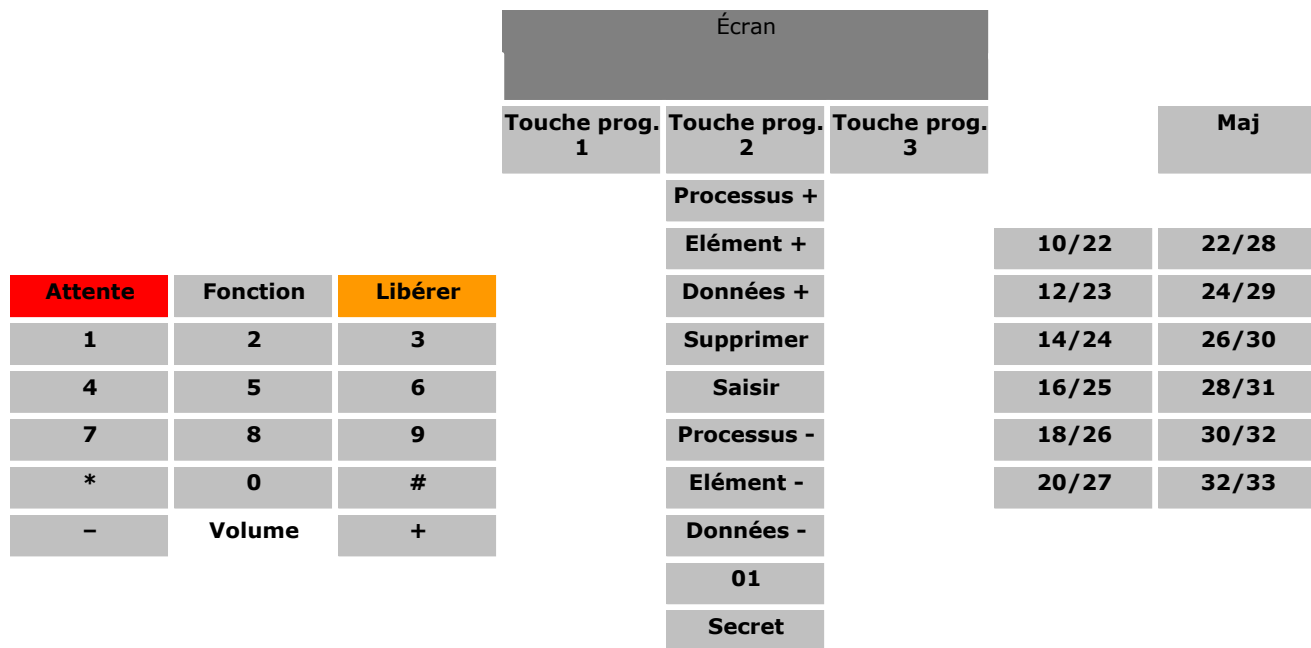 Écran
Touche prog. Touche prog. Touche prog. Maj
1 2 3
Processus +
Elément + 10/22 22/28
Attente Fonction Libérer Données + 12/23 24/29
1 2 3 Supprimer 14/24 26/30
4 5 6 Saisir 16/25 28/31
7 8 9 Processus - 18/26 30/32
* 0 # Elément - 20/27 32/33
– Volume + Données -
01
Secret